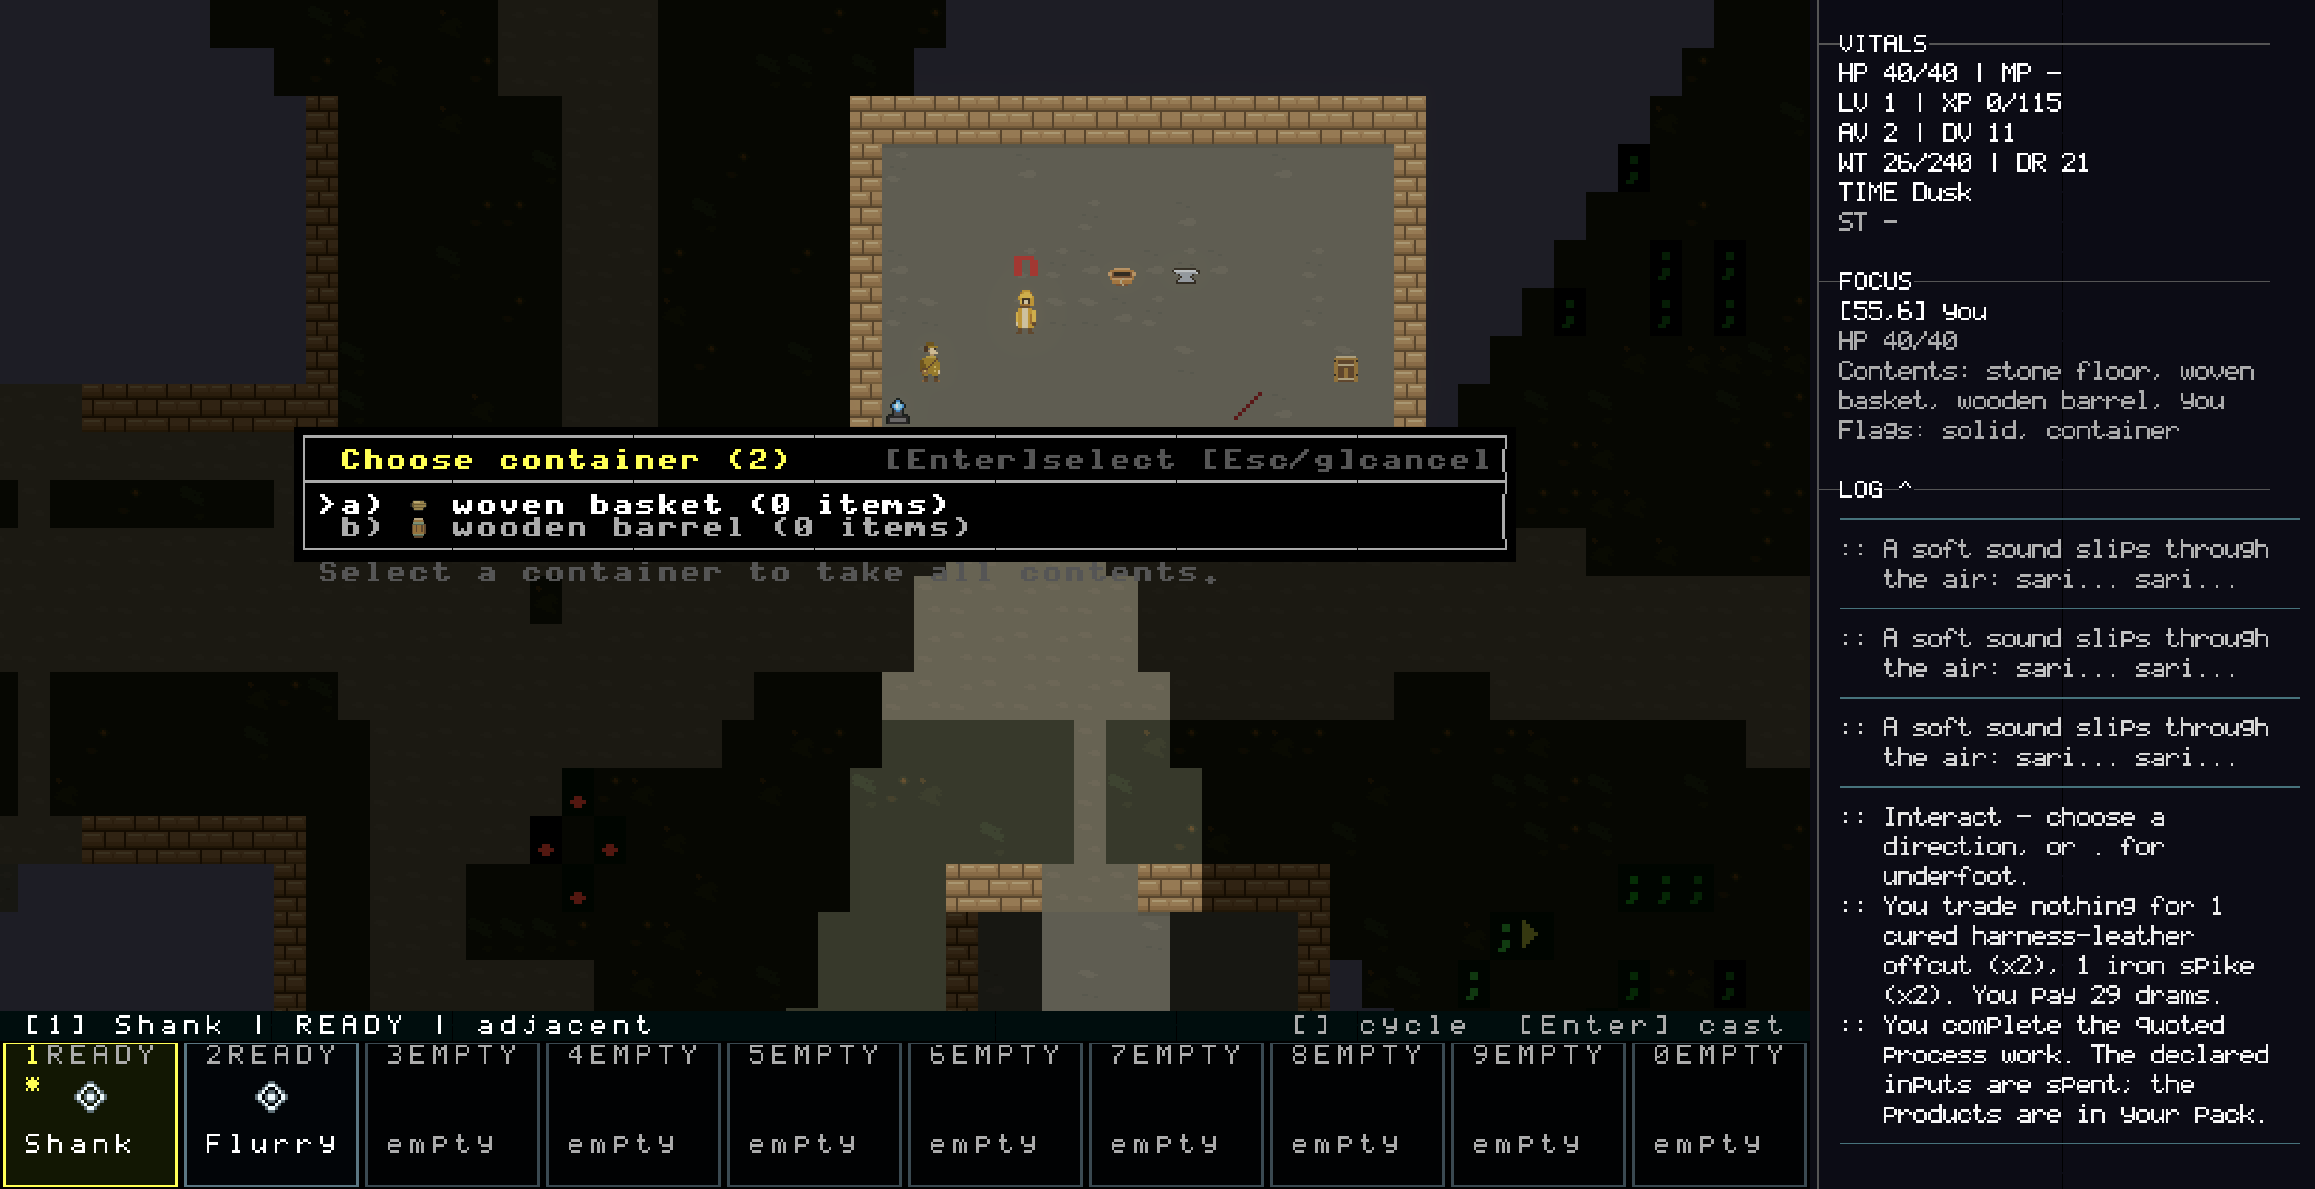 VITALS
HP 40/40 | MP -
LV 1 | XP 0/115
AV 2 | DV 11
WT 26/240 | DR 21
TIME Dusk
ST -
FOCUS
[55,6] you
HP 40/40
Contents: stone floor, woven
basket, wooden barrel, you
Flags: solid, container
LOG ^
:: A soft sound slips through
the air: sari... sari...
:: A soft sound slips through
the air: sari... sari...
:: A soft sound slips through
the air: sari... sari...
:: Interact - choose a
direction, or . for
underfoot.
:: You trade nothing for 1
cured harness-leather
offcut (x2), 1 iron spike
(x2). You pay 29 drams.
:: You complete the quoted
process work. The declared
inputs are spent; the
products are in your pack.
Choose container (2) [Enter]select [Esc/g]cancel
>a) woven basket (0 items)
b) wooden barrel (0 items)
Select a container to take all contents.
[1] Shank | READY | adjacent [] cycle [Enter] cast
1READY 2READY 3EMPTY 4EMPTY 5EMPTY 6EMPTY 7EMPTY 8EMPTY 9EMPTY 0EMPTY
*
Shank Flurry empty empty empty empty empty empty empty empty